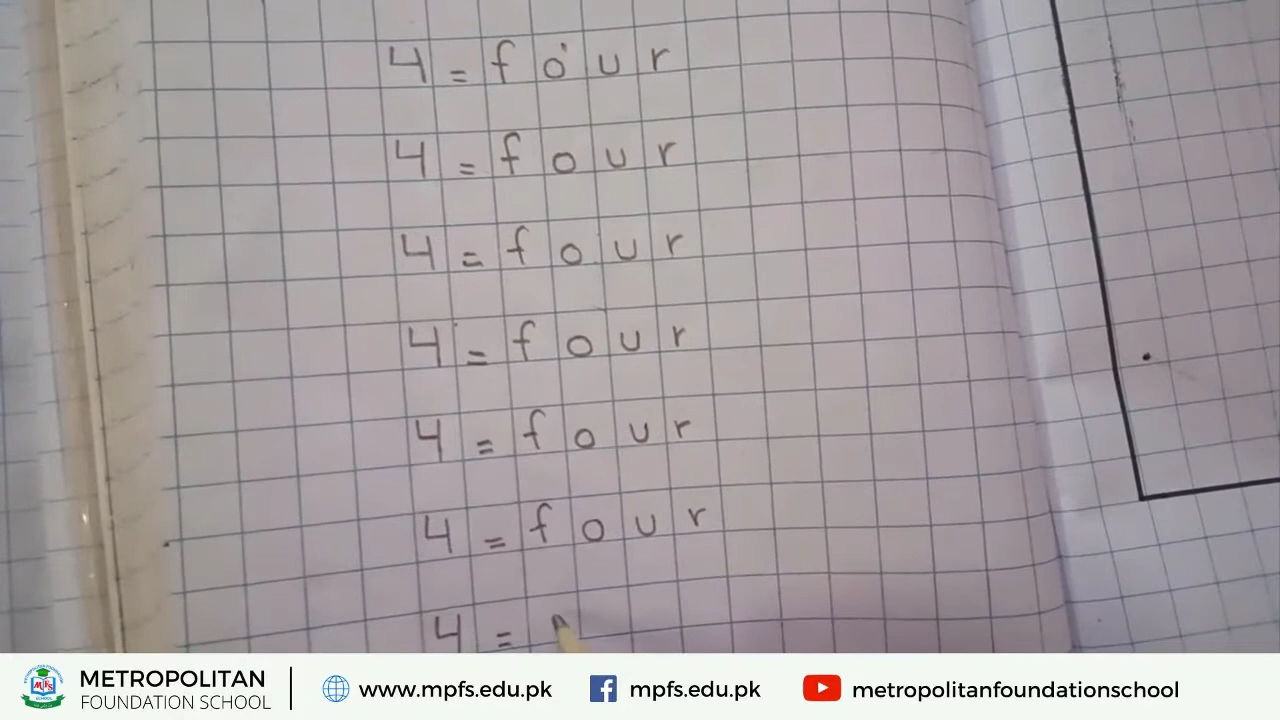 4 = four
4 = four
4 = four
4 = four
4 = four
4 = four
4 =
METROPOLITAN
FOUNDATION SCHOOL
www.mpfs.edu.pk
mpfs.edu.pk
metropolitanfoundationschool